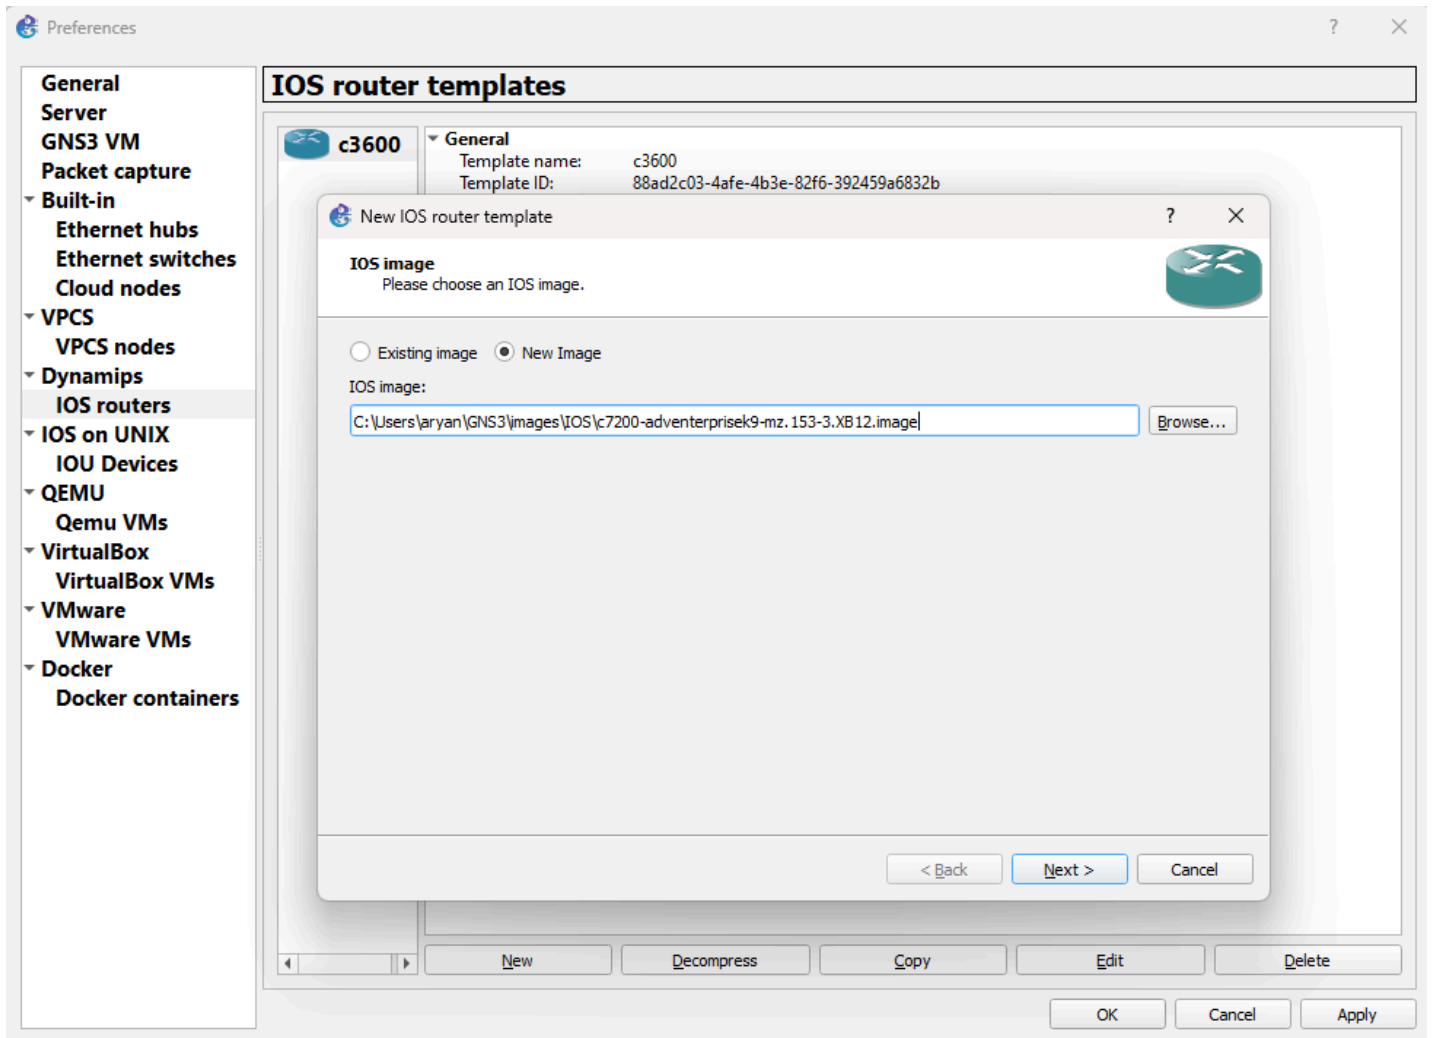 Preferences
?
General
Server
GNS3 VM
Packet capture
Built-in
Ethernet hubs
Ethernet switches
Cloud nodes
VPCS
VPCS nodes
Dynamips
IOS routers
IOS on UNIX
IOU Devices
QEMU
Qemu VMs
VirtualBox
VirtualBox VMs
VMware
VMware VMs
Docker
Docker containers
IOS router templates
c3600
General
Template name: c3600
Template ID: 88ad2c03-4afe-4b3e-82f6-392459a6832b
New IOS router template
?
IOS image
Please choose an IOS image.
Existing image New Image
IOS image:
C:\Users\aryan\GNS3\images\IOS\c7200-adventerprisek9-mz.153-3.XB12.image Browse...
< Back Next > Cancel
New Decompress Copy Edit Delete
OK Cancel Apply